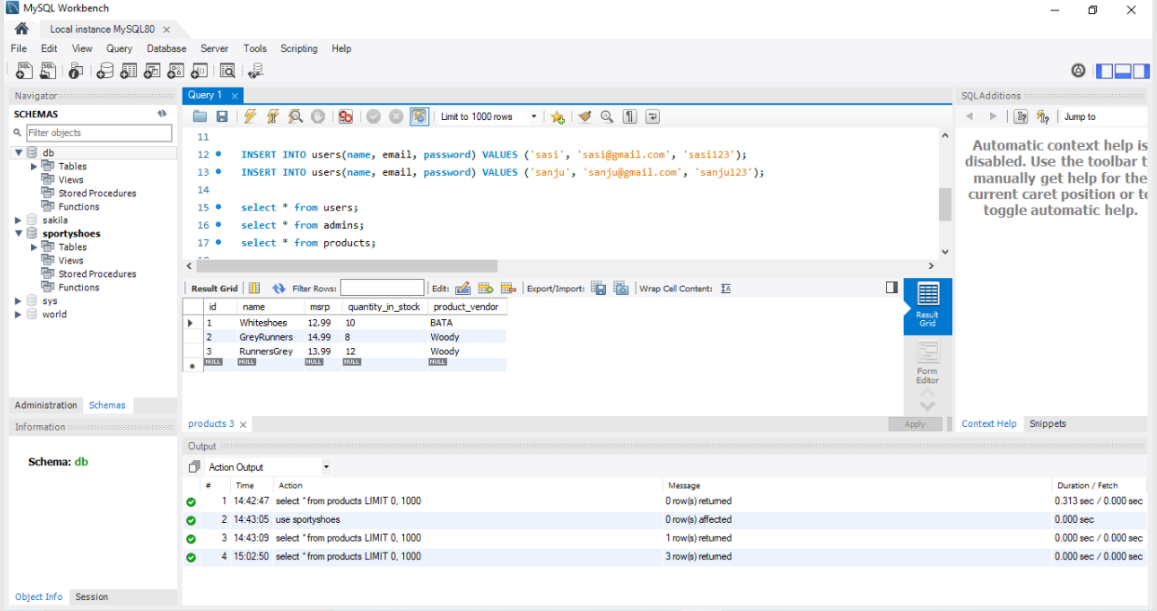 MySQL Workbench
Local instance MySQL80 ×
File Edit View Query Database Server Tools Scripting Help
Navigator
SCHEMAS
Filter objects
db
Tables
Views
Stored Procedures
Functions
sakila
sportyshoes
Tables
Views
Stored Procedures
Functions
sys
world
Administration Schemas
Information
Schema: db
Object Info Session
Query 1 ×
Limit to 1000 rows
11
12 INSERT INTO users(name, email, password) VALUES ('sasi', 'sasi@gmail.com', 'sasi123');
13 INSERT INTO users(name, email, password) VALUES ('sanju', 'sanju@gmail.com', 'sanju123');
14
15 select * from users;
16 select * from admins;
17 select * from products;
Result Grid Filter Rows: Edit: Export/Import: Wrap Cell Content:
id name msrp quantity_in_stock product_vendor
1 Whiteshoes 12.99 10 BATA
2 GreyRunners 14.99 8 Woody
3 RunnersGrey 13.99 12 Woody
NULL NULL NULL NULL NULL
Result Grid
Form Editor
products 3 ×
Apply
SQLAdditions
Jump to
Automatic context help is
disabled. Use the toolbar t
manually get help for the
current caret position or to
toggle automatic help.
Context Help Snippets
Output
Action Output
# Time Action Message Duration / Fetch
1 14:42:47 select * from products LIMIT 0, 1000 0 row(s) returned 0.313 sec / 0.000 sec
2 14:43:05 use sportyshoes 0 row(s) affected 0.000 sec
3 14:43:09 select * from products LIMIT 0, 1000 1 row(s) returned 0.000 sec / 0.000 sec
4 15:02:50 select * from products LIMIT 0, 1000 3 row(s) returned 0.000 sec / 0.000 sec